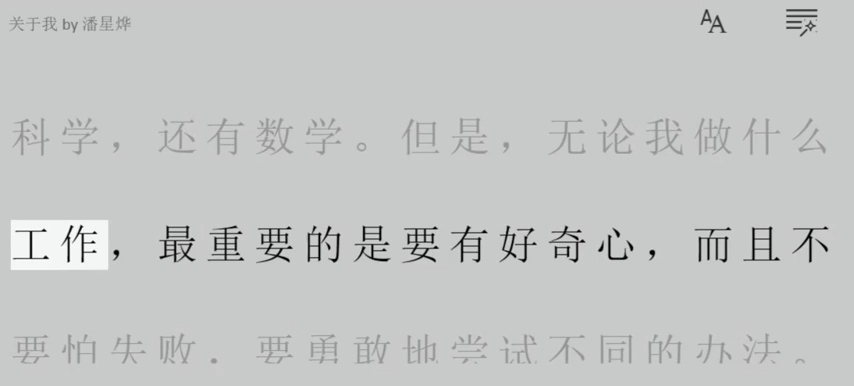 关于我 by 潘星烨
AA
科学，还有数学。但是，无论我做什么
工作，最重要的是要有好奇心，而且不
要怕失败．要勇敢地尝试不同的办法。